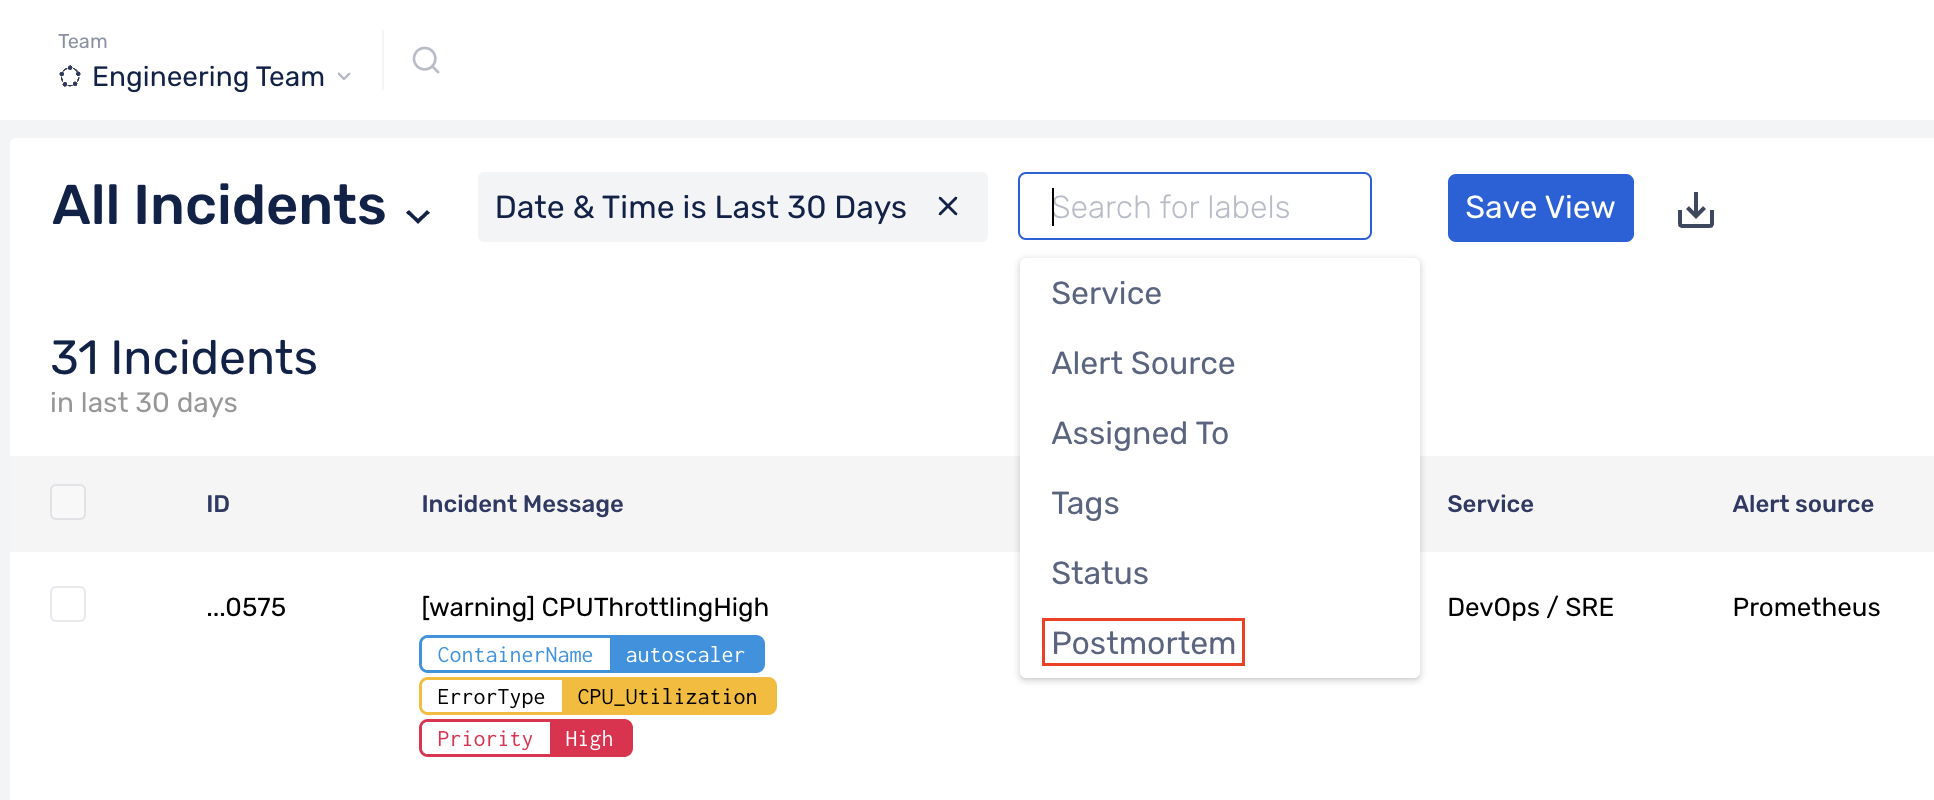 Team
Engineering Team
All Incidents
Date & Time is Last 30 Days
Search for labels
Save View
Service
Alert Source
Assigned To
Tags
Status
Postmortem
31 Incidents
in last 30 days
ID
Incident Message
Service
Alert source
...0575
[warning] CPUThrottlingHigh
DevOps / SRE
Prometheus
ContainerName autoscaler
ErrorType CPU_Utilization
Priority High